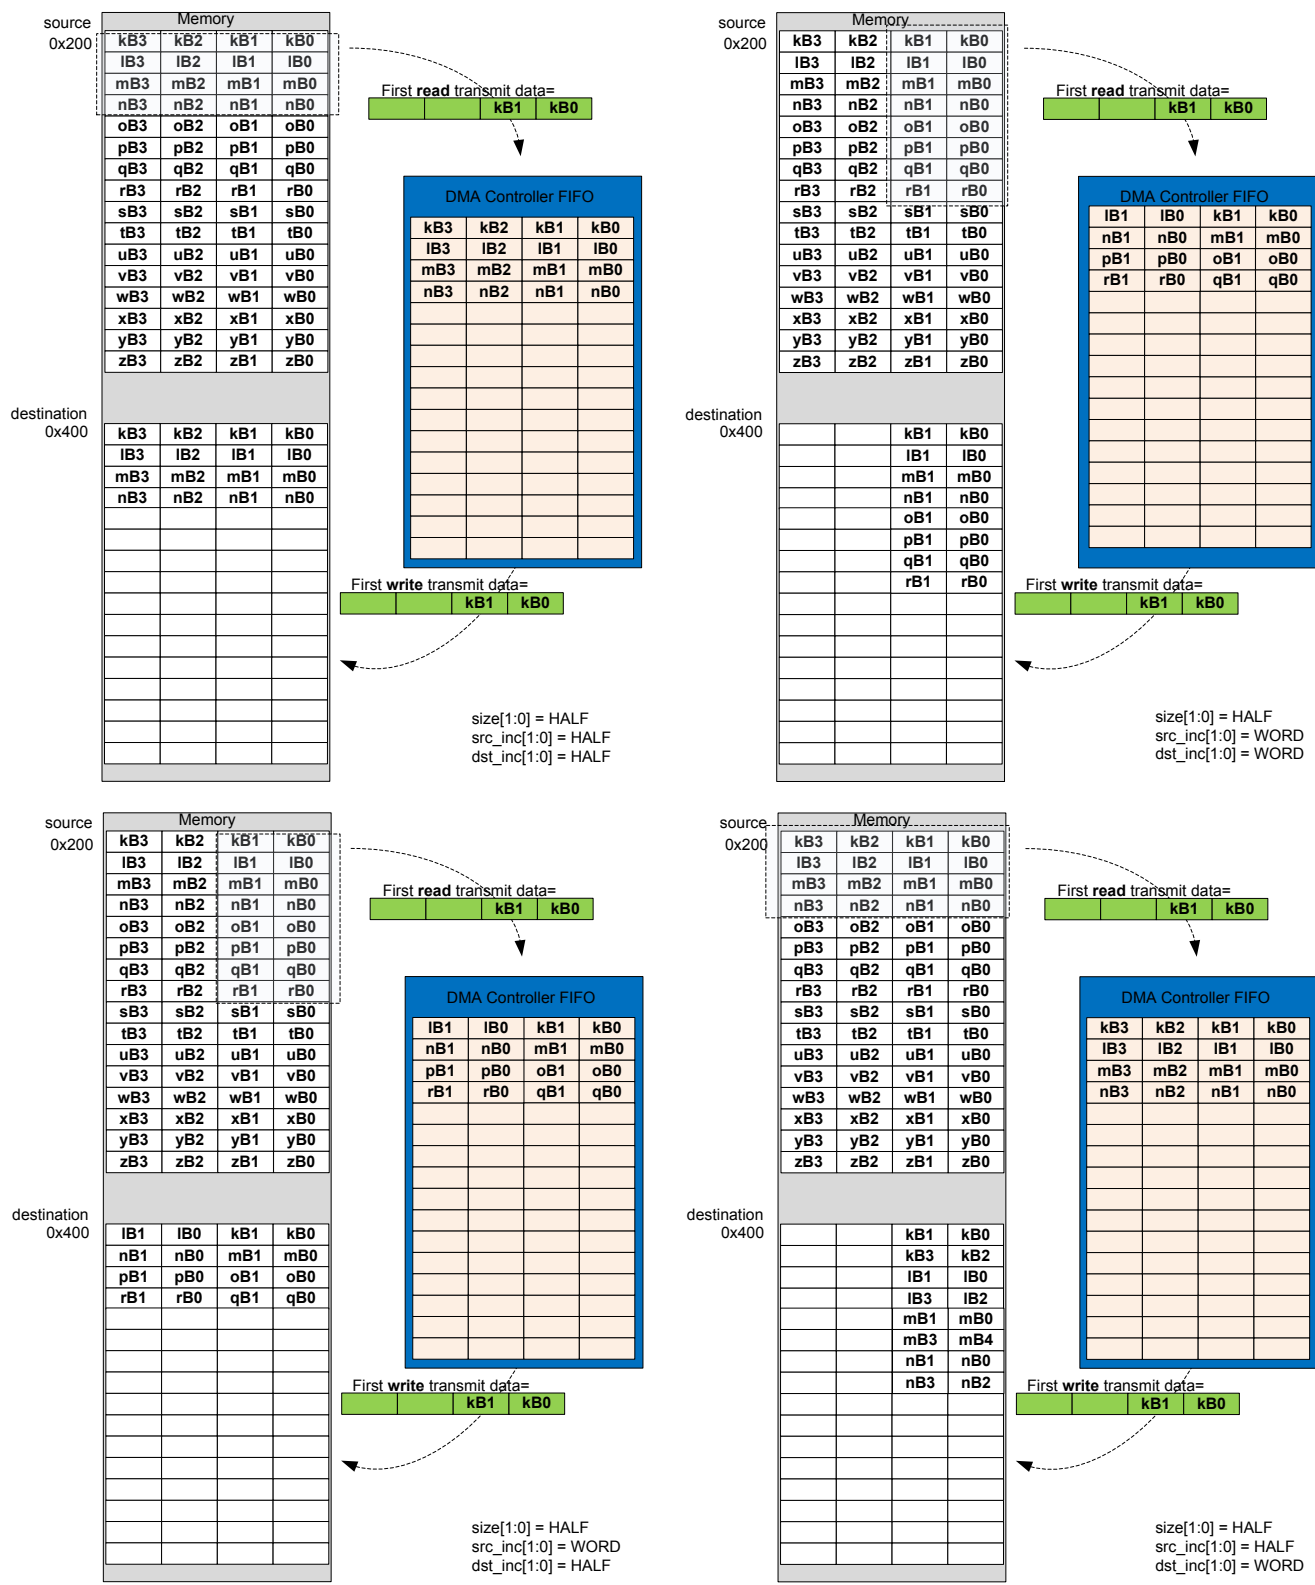 Memory
source
0x200
kB3 kB2 kB1 kB0
lB3 lB2 lB1 lB0
mB3 mB2 mB1 mB0
nB3 nB2 nB1 nB0
oB3 oB2 oB1 oB0
pB3 pB2 pB1 pB0
qB3 qB2 qB1 qB0
rB3 rB2 rB1 rB0
sB3 sB2 sB1 sB0
tB3 tB2 tB1 tB0
uB3 uB2 uB1 uB0
vB3 vB2 vB1 vB0
wB3 wB2 wB1 wB0
xB3 xB2 xB1 xB0
yB3 yB2 yB1 yB0
zB3 zB2 zB1 zB0
destination
0x400
kB3 kB2 kB1 kB0
lB3 lB2 lB1 lB0
mB3 mB2 mB1 mB0
nB3 nB2 nB1 nB0
First read transmit data=
kB1 kB0
DMA Controller FIFO
kB3 kB2 kB1 kB0
lB3 lB2 lB1 lB0
mB3 mB2 mB1 mB0
nB3 nB2 nB1 nB0
First write transmit data=
kB1 kB0
size[1:0] = HALF
src_inc[1:0] = HALF
dst_inc[1:0] = HALF
Memory
source
0x200
kB3 kB2 kB1 kB0
lB3 lB2 lB1 lB0
mB3 mB2 mB1 mB0
nB3 nB2 nB1 nB0
oB3 oB2 oB1 oB0
pB3 pB2 pB1 pB0
qB3 qB2 qB1 qB0
rB3 rB2 rB1 rB0
sB3 sB2 sB1 sB0
tB3 tB2 tB1 tB0
uB3 uB2 uB1 uB0
vB3 vB2 vB1 vB0
wB3 wB2 wB1 wB0
xB3 xB2 xB1 xB0
yB3 yB2 yB1 yB0
zB3 zB2 zB1 zB0
destination
0x400
kB1 kB0
lB1 lB0
mB1 mB0
nB1 nB0
oB1 oB0
pB1 pB0
qB1 qB0
rB1 rB0
First read transmit data=
kB1 kB0
DMA Controller FIFO
lB1 lB0 kB1 kB0
nB1 nB0 mB1 mB0
pB1 pB0 oB1 oB0
rB1 rB0 qB1 qB0
First write transmit data=
kB1 kB0
size[1:0] = HALF
src_inc[1:0] = WORD
dst_inc[1:0] = WORD
Memory
source
0x200
kB3 kB2 kB1 kB0
lB3 lB2 lB1 lB0
mB3 mB2 mB1 mB0
nB3 nB2 nB1 nB0
oB3 oB2 oB1 oB0
pB3 pB2 pB1 pB0
qB3 qB2 qB1 qB0
rB3 rB2 rB1 rB0
sB3 sB2 sB1 sB0
tB3 tB2 tB1 tB0
uB3 uB2 uB1 uB0
vB3 vB2 vB1 vB0
wB3 wB2 wB1 wB0
xB3 xB2 xB1 xB0
yB3 yB2 yB1 yB0
zB3 zB2 zB1 zB0
destination
0x400
lB1 lB0 kB1 kB0
nB1 nB0 mB1 mB0
pB1 pB0 oB1 oB0
rB1 rB0 qB1 qB0
First read transmit data=
kB1 kB0
DMA Controller FIFO
lB1 lB0 kB1 kB0
nB1 nB0 mB1 mB0
pB1 pB0 oB1 oB0
rB1 rB0 qB1 qB0
First write transmit data=
kB1 kB0
size[1:0] = HALF
src_inc[1:0] = WORD
dst_inc[1:0] = HALF
Memory
source
0x200
kB3 kB2 kB1 kB0
lB3 lB2 lB1 lB0
mB3 mB2 mB1 mB0
nB3 nB2 nB1 nB0
oB3 oB2 oB1 oB0
pB3 pB2 pB1 pB0
qB3 qB2 qB1 qB0
rB3 rB2 rB1 rB0
sB3 sB2 sB1 sB0
tB3 tB2 tB1 tB0
uB3 uB2 uB1 uB0
vB3 vB2 vB1 vB0
wB3 wB2 wB1 wB0
xB3 xB2 xB1 xB0
yB3 yB2 yB1 yB0
zB3 zB2 zB1 zB0
destination
0x400
kB1 kB0
kB3 kB2
lB1 lB0
lB3 lB2
mB1 mB0
mB3 mB4
nB1 nB0
nB3 nB2
First read transmit data=
kB1 kB0
DMA Controller FIFO
kB3 kB2 kB1 kB0
lB3 lB2 lB1 lB0
mB3 mB2 mB1 mB0
nB3 nB2 nB1 nB0
First write transmit data=
kB1 kB0
size[1:0] = HALF
src_inc[1:0] = HALF
dst_inc[1:0] = WORD